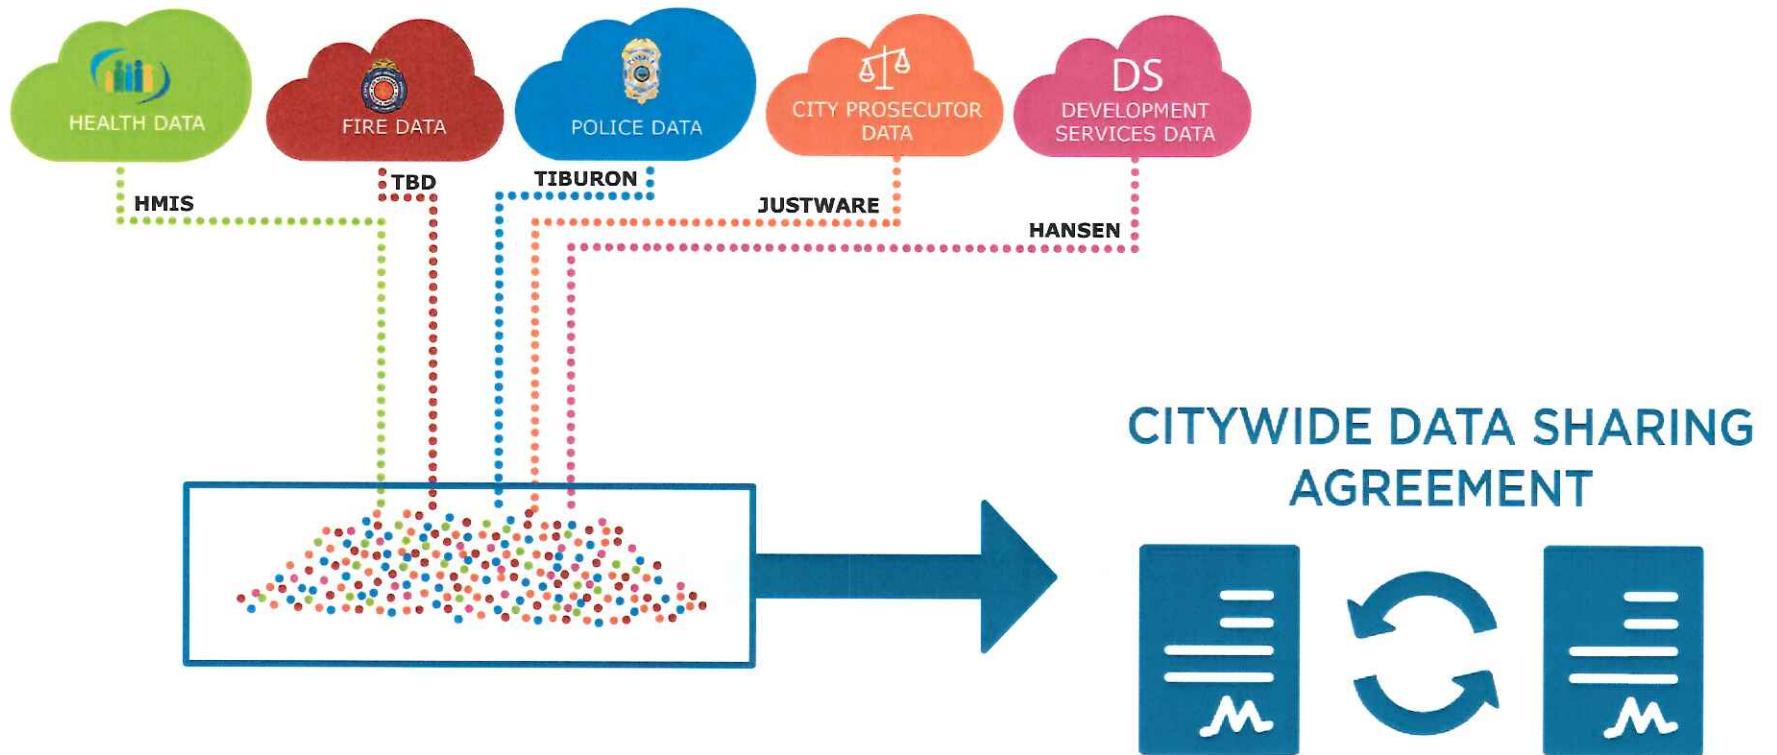 HEALTH DATA
FIRE DATA
POLICE DATA
CITY PROSECUTOR
DATA
DS
DEVELOPMENT
SERVICES DATA
HMIS
TBD
TIBURON
JUSTWARE
HANSEN
CITYWIDE DATA SHARING
AGREEMENT